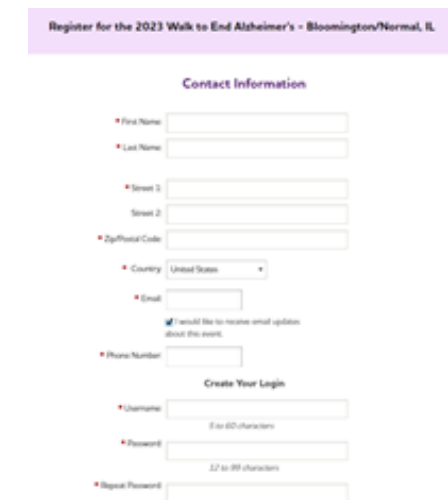 Register for the 2023 Walk to End Alzheimer's - Bloomington/Normal, IL
Contact Information
* First Name:
* Last Name:
* Street 1:
Street 2:
* Zip/Postal Code:
* Country: United States
* Email:
I would like to receive email updates
about this event.
* Phone Number:
Create Your Login
* Username:
5 to 60 characters
* Password:
12 to 99 characters
* Repeat Password: